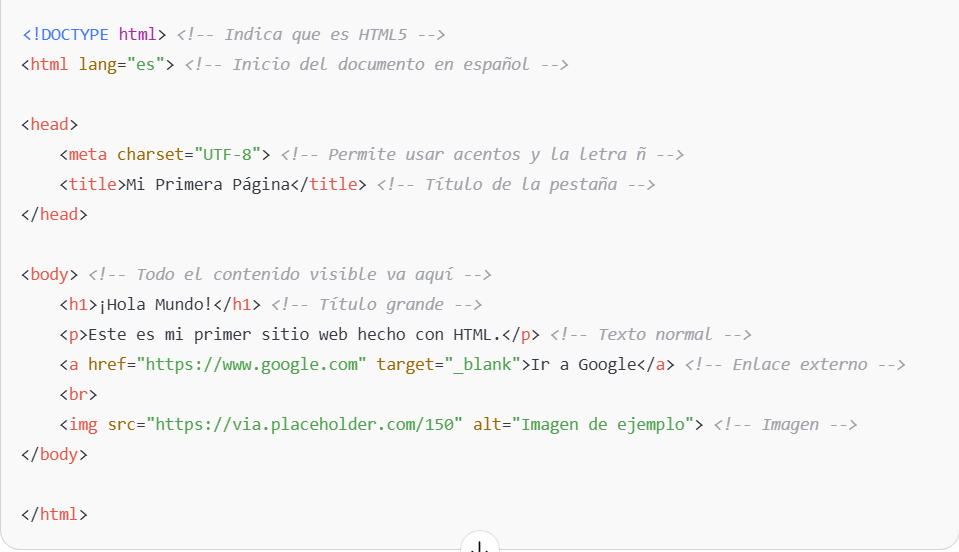 <!DOCTYPE html> <!-- Indica que es HTML5 -->
<html lang="es"> <!-- Inicio del documento en español -->
<head>
    <meta charset="UTF-8"> <!-- Permite usar acentos y la letra ñ -->
    <title>Mi Primera Página</title> <!-- Título de la pestaña -->
</head>
<body> <!-- Todo el contenido visible va aquí -->
    <h1>¡Hola Mundo!</h1> <!-- Título grande -->
    <p>Este es mi primer sitio web hecho con HTML.</p> <!-- Texto normal -->
    <a href="https://www.google.com" target="_blank">Ir a Google</a> <!-- Enlace externo -->
    <br>
    <img src="https://via.placeholder.com/150" alt="Imagen de ejemplo"> <!-- Imagen -->
</body>
</html>